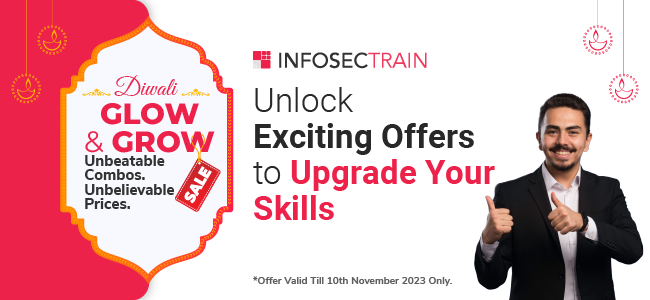 Diwali
GLOW
& GROW
Unbeatable
Combos.
Unbelievable
Prices.
SALE
INFOSECTRAIN
Unlock
Exciting Offers
to Upgrade Your
Skills
*Offer Valid Till 10th November 2023 Only.